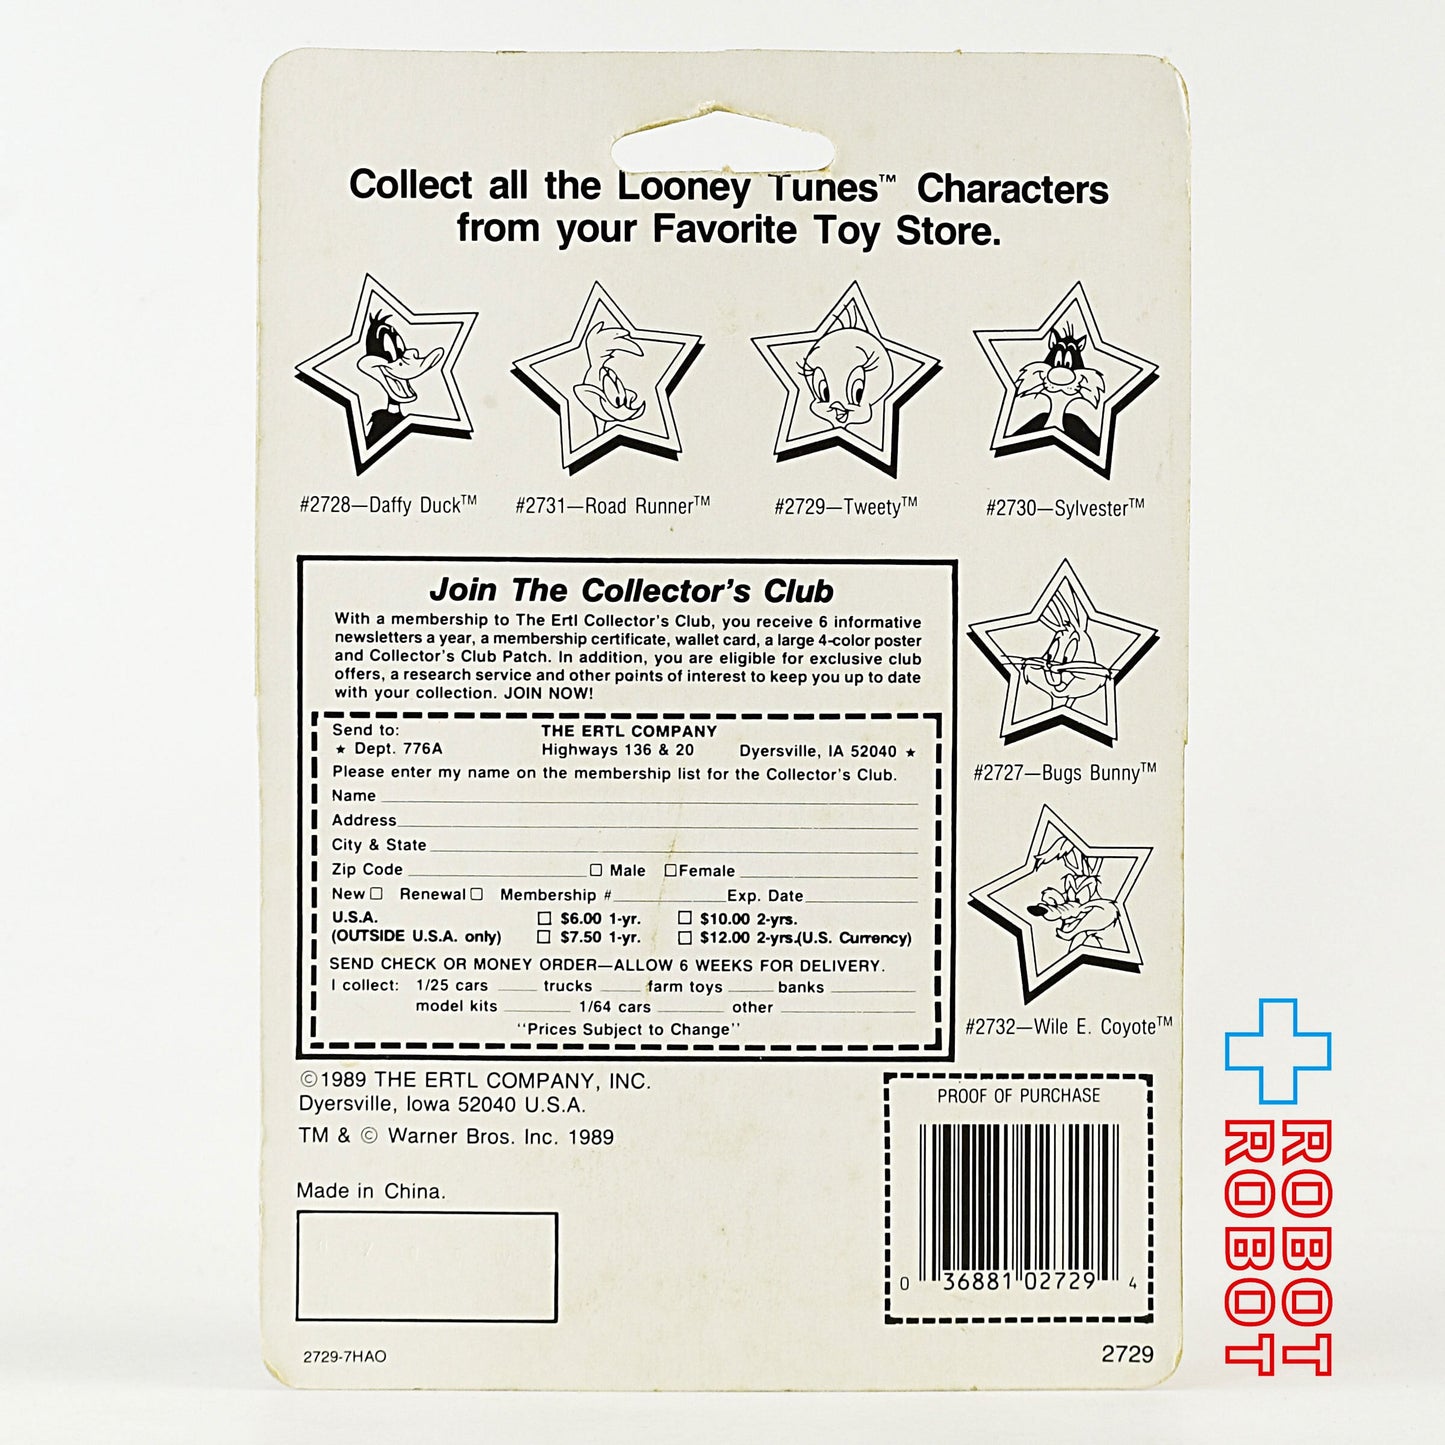 Collect all the Looney Tunes™ Characters
from your Favorite Toy Store.
#2728—Daffy Duck™
#2731—Road Runner™
#2729—Tweety™
#2730—Sylvester™
Join The Collector's Club
With a membership to The Ertl Collector's Club, you receive 6 informative
newsletters a year, a membership certificate, wallet card, a large 4-color poster
and Collector's Club Patch. In addition, you are eligible for exclusive club
offers, a research service and other points of interest to keep you up to date
with your collection. JOIN NOW!
Send to: THE ERTL COMPANY
★ Dept. 776A Highways 136 & 20 Dyersville, IA 52040 ★
Please enter my name on the membership list for the Collector's Club.
Name
Address
City & State
Zip Code □ Male □ Female
New □ Renewal □ Membership # Exp. Date
U.S.A. □ $6.00 1-yr. □ $10.00 2-yrs.
(OUTSIDE U.S.A. only) □ $7.50 1-yr. □ $12.00 2-yrs.(U.S. Currency)
SEND CHECK OR MONEY ORDER—ALLOW 6 WEEKS FOR DELIVERY.
I collect: 1/25 cars trucks farm toys banks
model kits 1/64 cars other
"Prices Subject to Change"
#2727—Bugs Bunny™
#2732—Wile E. Coyote™
©1989 THE ERTL COMPANY, INC.
Dyersville, Iowa 52040 U.S.A.
TM & © Warner Bros. Inc. 1989
Made in China.
2729-7HAO
PROOF OF PURCHASE
0 36881 02729 4
2729
ROBOT
ROBOT